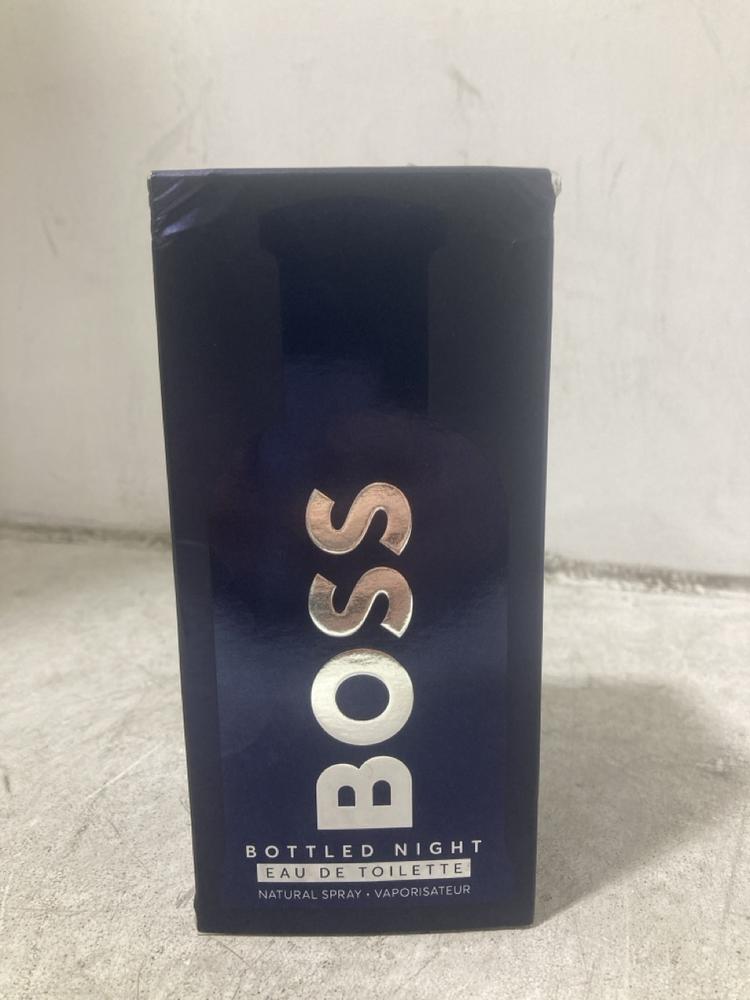 BOSS
BOTTLED NIGHT
EAU DE TOILETTE
NATURAL SPRAY • VAPORISATEUR